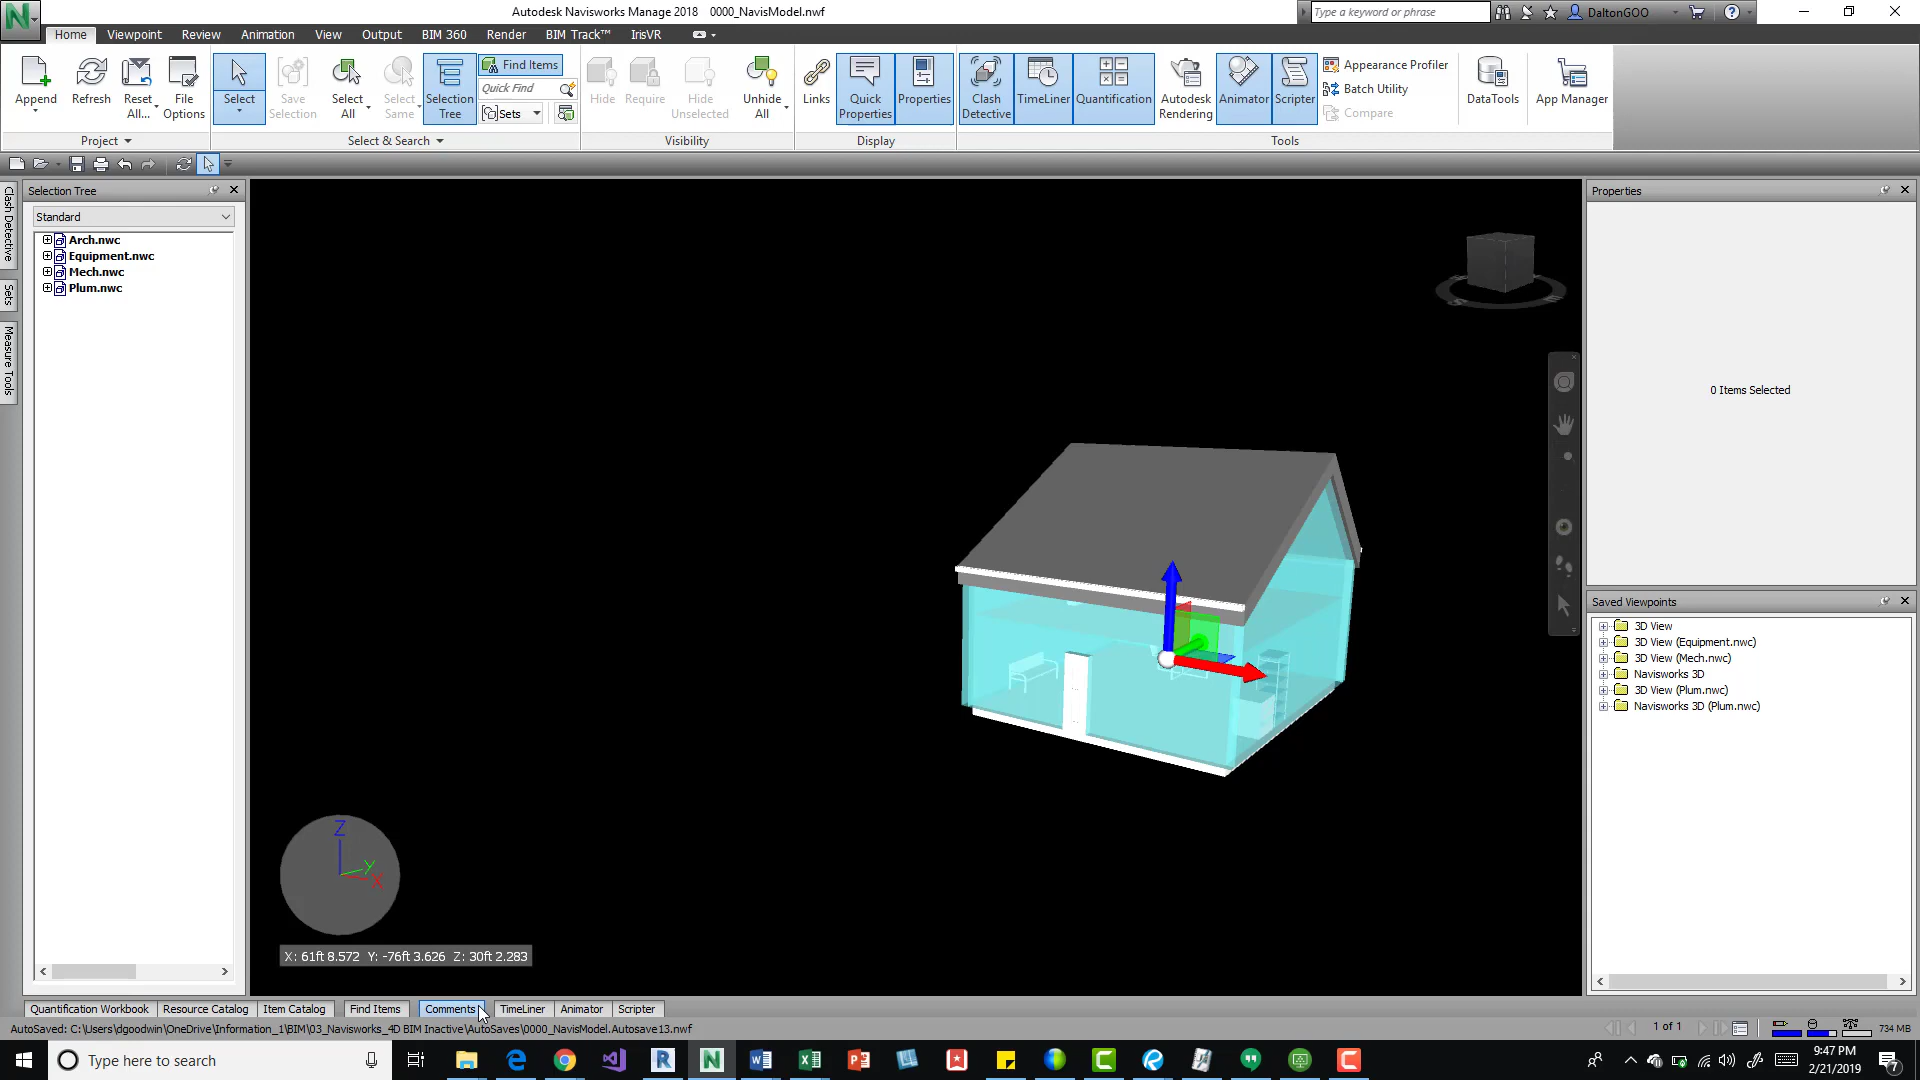 Autodesk Navisworks Manage 2018 0000_NavisModel.nwf
Type a keyword or phrase
DaltonGOO
Home Viewpoint Review Animation View Output BIM 360 Render BIM Track™ IrisVR
Append
Refresh
Reset All...
File Options
Project
Select
Save Selection
Select All
Select Same
Selection Tree
Find Items
Quick Find
Sets
Select & Search
Hide
Require
Hide Unselected
Unhide All
Visibility
Links
Quick Properties
Properties
Display
Clash Detective
TimeLiner
Quantification
Autodesk Rendering
Animator
Scripter
Appearance Profiler
Batch Utility
Compare
Tools
DataTools
App Manager
Clash Detective
Sets
Measure Tools
Selection Tree
Standard
Arch.nwc
Equipment.nwc
Mech.nwc
Plum.nwc
Z
Y
X
X: 61ft 8.572 Y: -76ft 3.626 Z: 30ft 2.283
Properties
0 Items Selected
Saved Viewpoints
3D View
3D View (Equipment.nwc)
3D View (Mech.nwc)
Navisworks 3D
3D View (Plum.nwc)
Navisworks 3D (Plum.nwc)
Quantification Workbook Resource Catalog Item Catalog Find Items Comments TimeLiner Animator Scripter
AutoSaved: C:\Users\dgoodwin\OneDrive\Information_1\BIM\03_Navisworks_4D BIM Inactive\AutoSaves\0000_NavisModel.Autosave13.nwf
1 of 1
734 MB
Type here to search
9:47 PM
2/21/2019
7